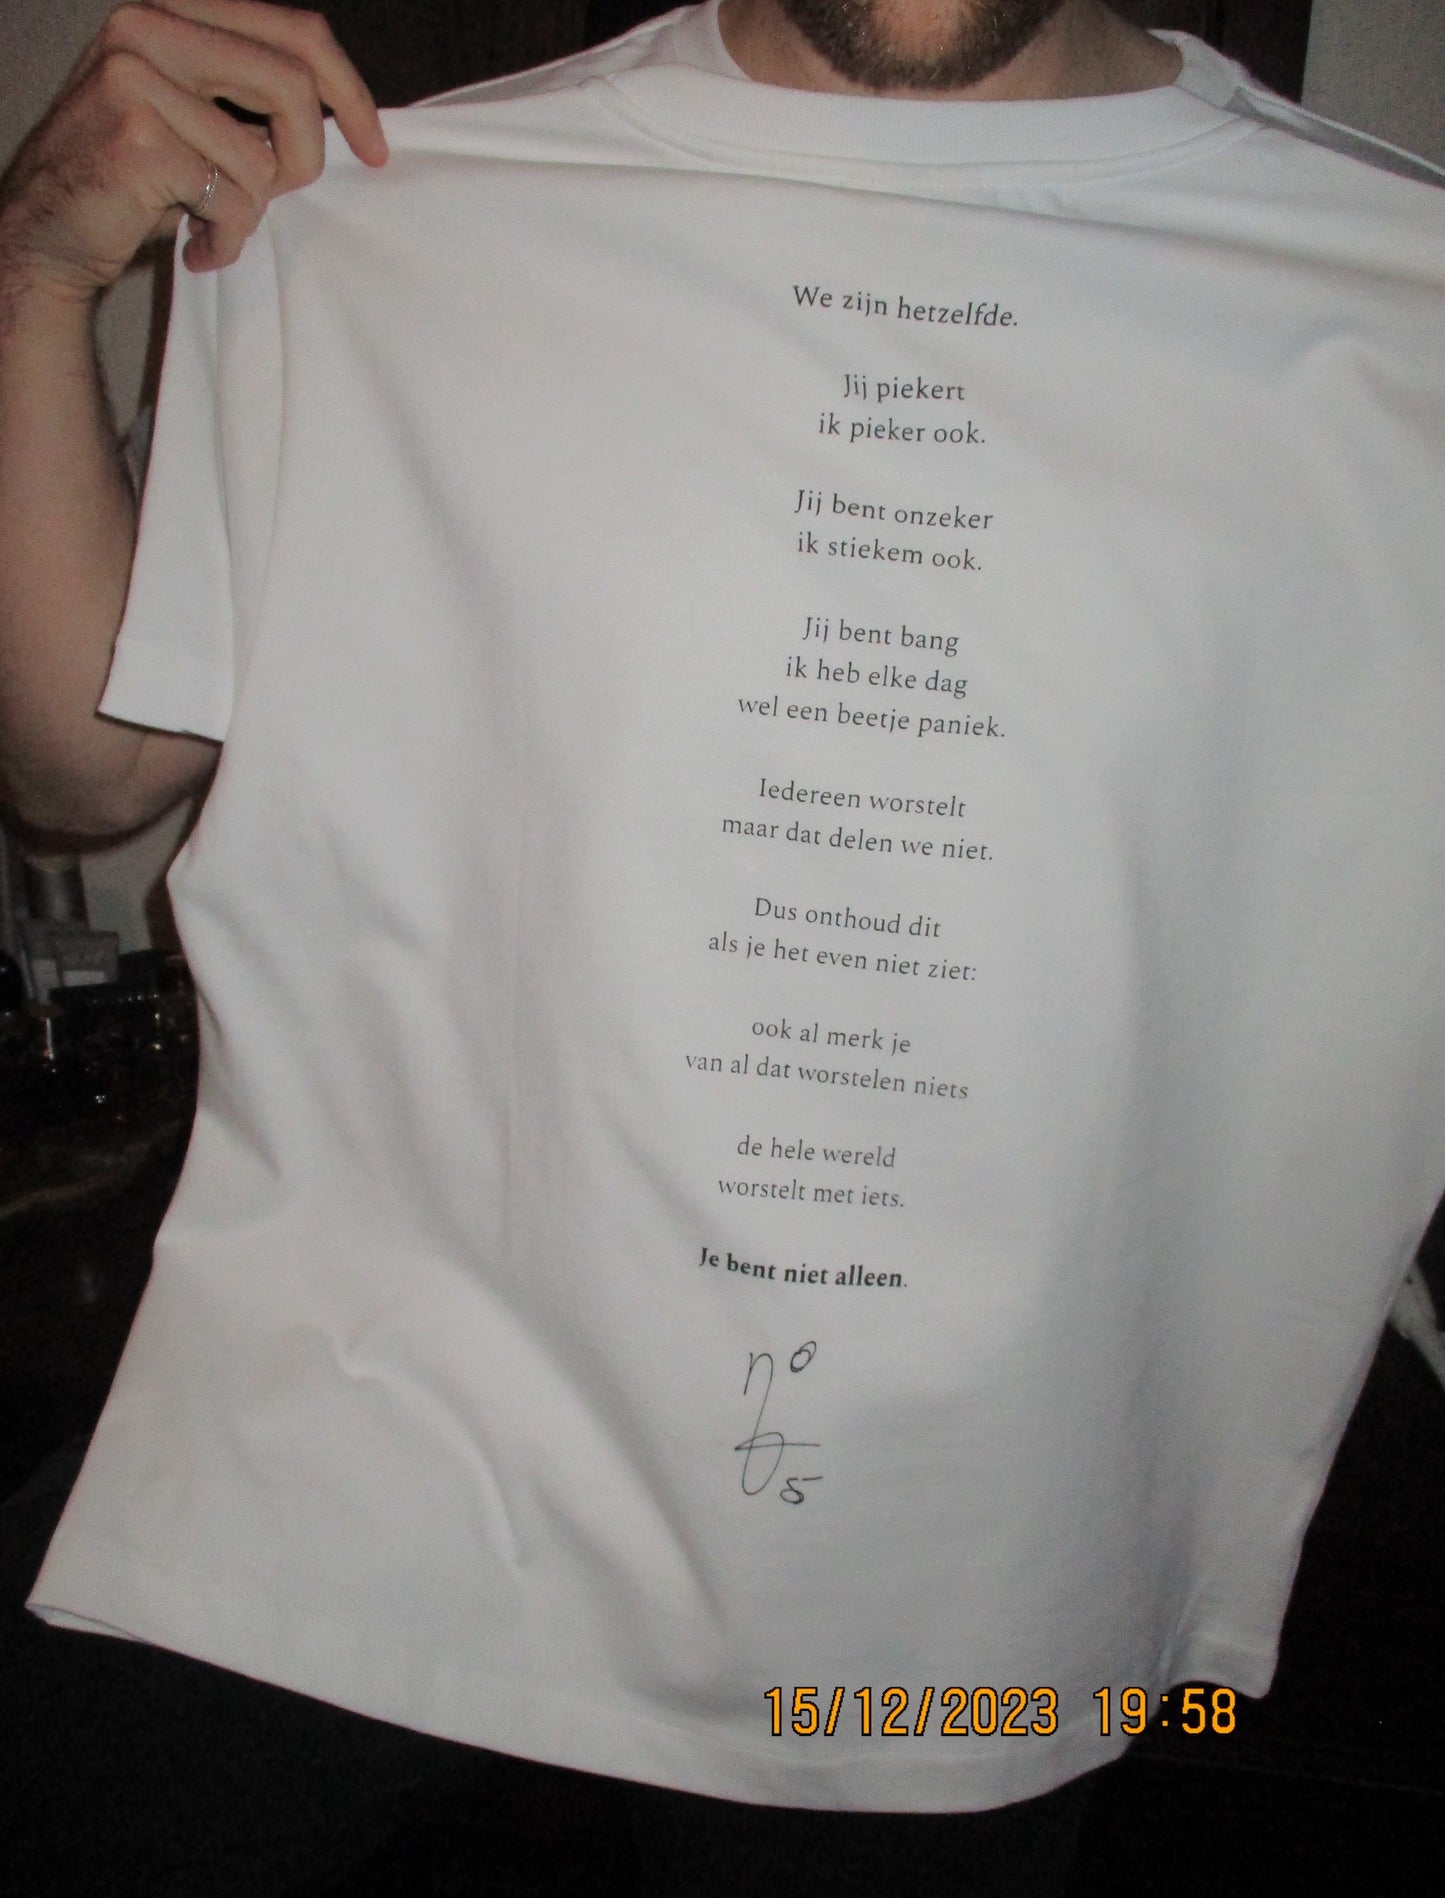 We zijn hetzelfde.
Jij piekert
ik pieker ook.
Jij bent onzeker
ik stiekem ook.
Jij bent bang
ik heb elke dag
wel een beetje paniek.
Iedereen worstelt
maar dat delen we niet.
Dus onthoud dit
als je het even niet ziet:
ook al merk je
van al dat worstelen niets
de hele wereld
worstelt met iets.
Je bent niet alleen.
15/12/2023 19:58